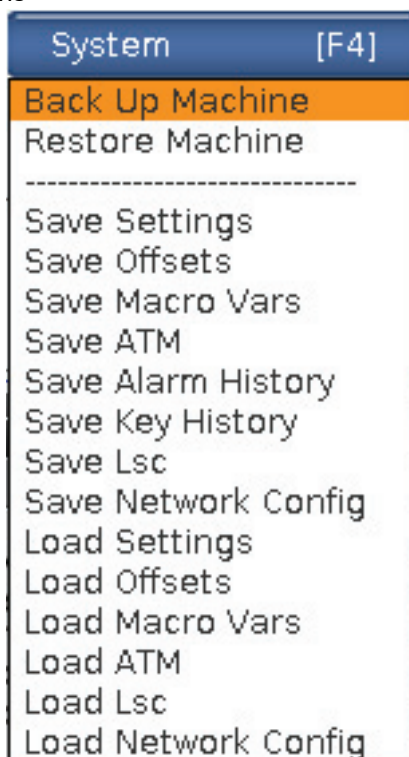 System [F4]
Back Up Machine
Restore Machine
-------------------------------
Save Settings
Save Offsets
Save Macro Vars
Save ATM
Save Alarm History
Save Key History
Save Lsc
Save Network Config
Load Settings
Load Offsets
Load Macro Vars
Load ATM
Load Lsc
Load Network Config